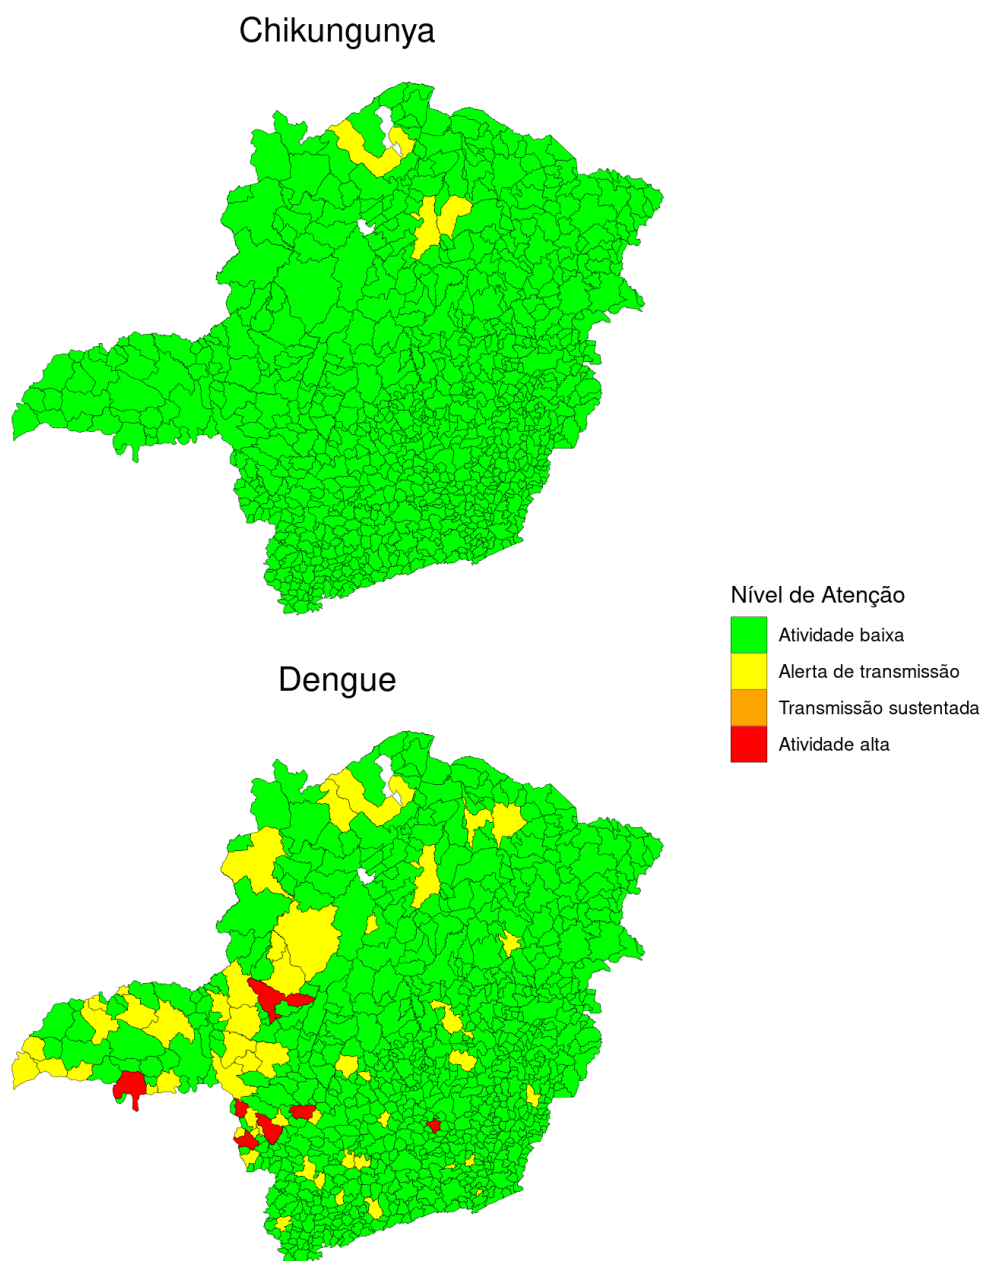 Chikungunya
Nível de Atenção
Atividade baixa
Alerta de transmissão
Transmissão sustentada
Atividade alta
Dengue